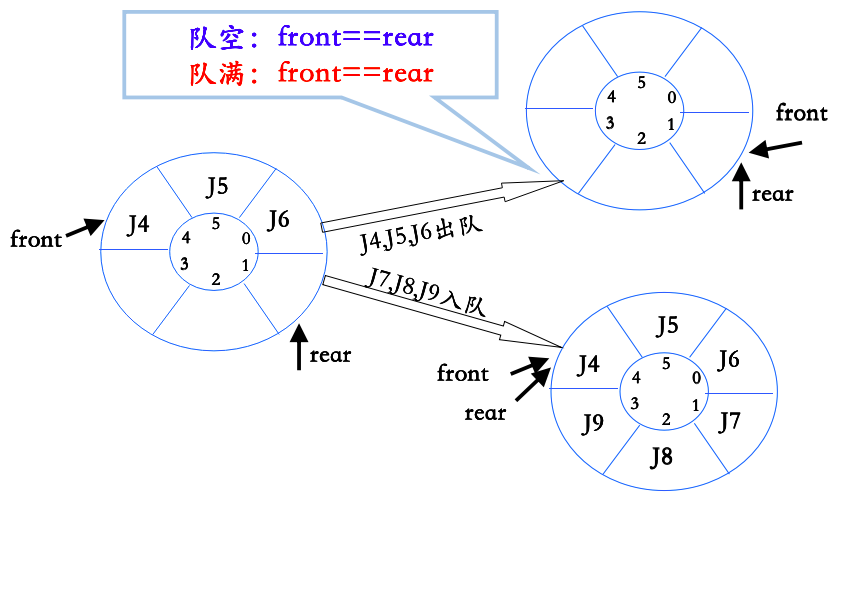 队空：front==rear
队满：front==rear
5
4
0
3
1
2
front
rear
J5
J4
J6
5
4
0
3
1
2
front
rear
J4,J5,J6出队
J7,J8,J9入队
J5
J4
J6
5
4
0
3
1
2
J9
J7
J8
front
rear